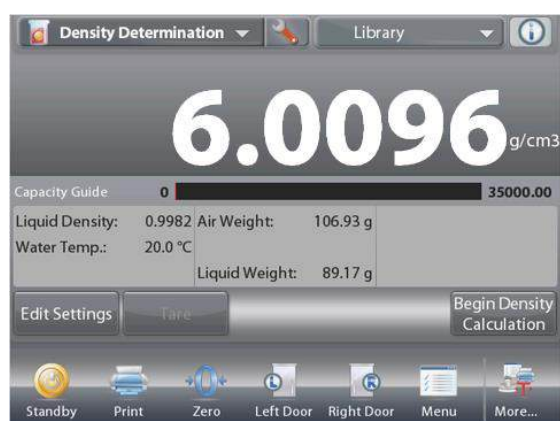 Density Determination Library
6.0096 g/cm3
Capacity Guide 0 35000.00
Liquid Density: 0.9982 Air Weight: 106.93 g
Water Temp.: 20.0 °C
Liquid Weight: 89.17 g
Edit Settings Tare Begin Density
Calculation
Standby Print Zero Left Door Right Door Menu More...